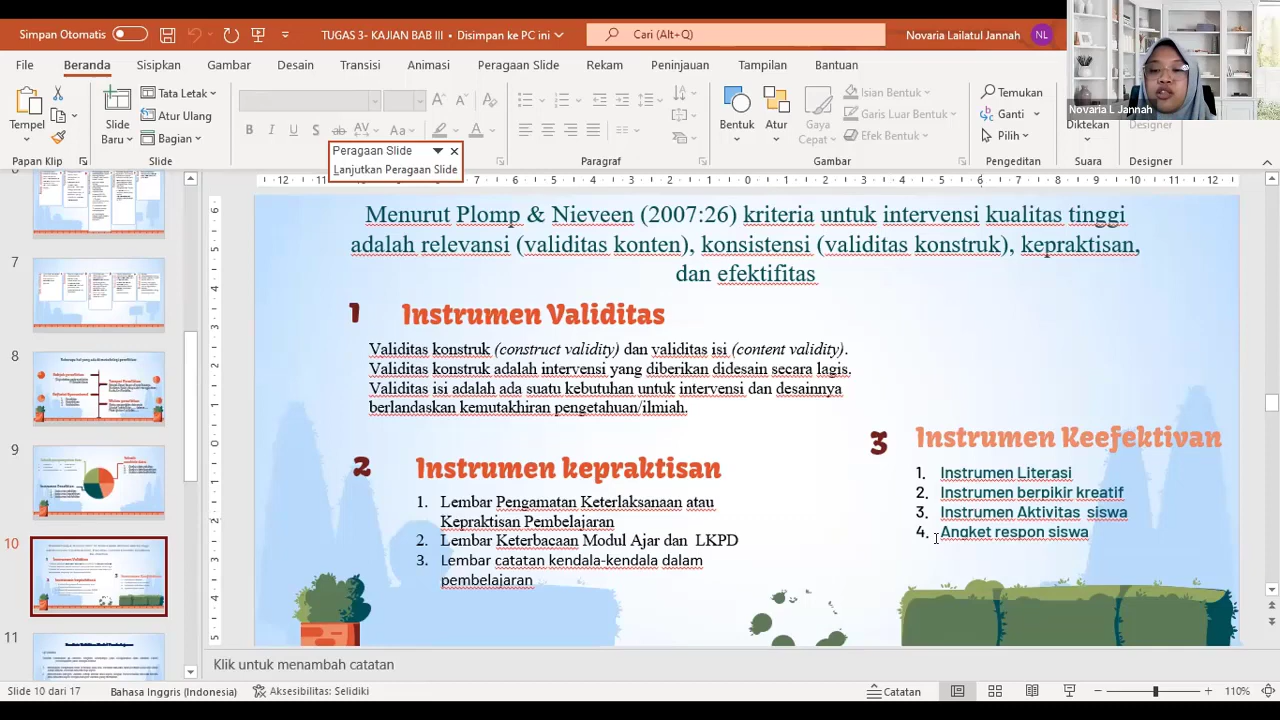 Simpan Otomatis
TUGAS 3- KAJIAN BAB III • Disimpan ke PC ini
Cari (Alt+Q)
Novaria Lailatul Jannah
NL
File
Beranda
Sisipkan
Gambar
Desain
Transisi
Animasi
Peragaan Slide
Rekam
Peninjauan
Tampilan
Bantuan
Novaria L Jannah
Tempel
Tata Letak
Atur Ulang
Bagian
Slide Baru
Bentuk
Atur
Gaya Cepat
Isian Bentuk
Garis Luar Bentuk
Efek Bentuk
Temukan
Ganti
Pilih
Diktekan
Designer
Papan Klip
Slide
Paragraf
Gambar
Pengeditan
Suara
Designer
Peragaan Slide
Lanjutkan Peragaan Slide
Menurut Plomp & Nieveen (2007:26) kriteria untuk intervensi kualitas tinggi
adalah relevansi (validitas konten), konsistensi (validitas konstruk), kepraktisan,
dan efektifitas
1 Instrumen Validitas
Validitas konstruk (construct validity) dan validitas isi (content validity).
Validitas konstruk adalah intervensi yang diberikan didesain secara lagis.
Validitas isi adalah ada suatu kebutuhan untuk intervensi dan desainnya
berlandaskan kemutakhiran pengetahuan/ilmiah.
2 Instrumen kepraktisan
1. Lembar Pengamatan Keterlaksanaan atau
Kepraktisan Pembelajaran
2. Lembar Keterbacaan Modul Ajar dan LKPD
3. Lembar catatan kendala-kendala dalam
pembelajaran
3 Instrumen Keefektivan
1. Instrumen Literasi
2. Instrumen berpikir kreatif
3. Instrumen Aktivitas siswa
4. Angket respon siswa
7
8
9
10
11
Klik untuk menambah catatan
Slide 10 dari 17
Bahasa Inggris (Indonesia)
Aksesibilitas: Selidiki
Catatan
110%